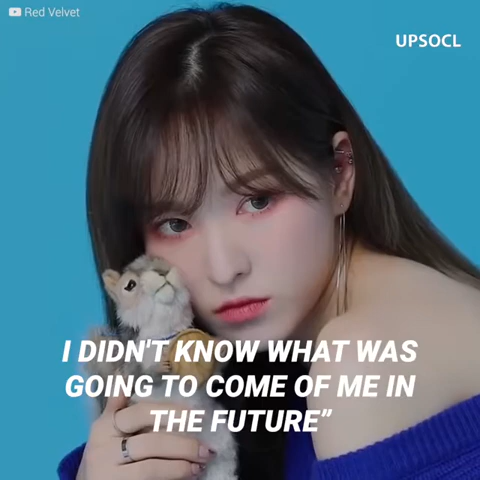 Red Velvet
UPSOCL
I DIDN'T KNOW WHAT WAS
GOING TO COME OF ME IN
THE FUTURE”